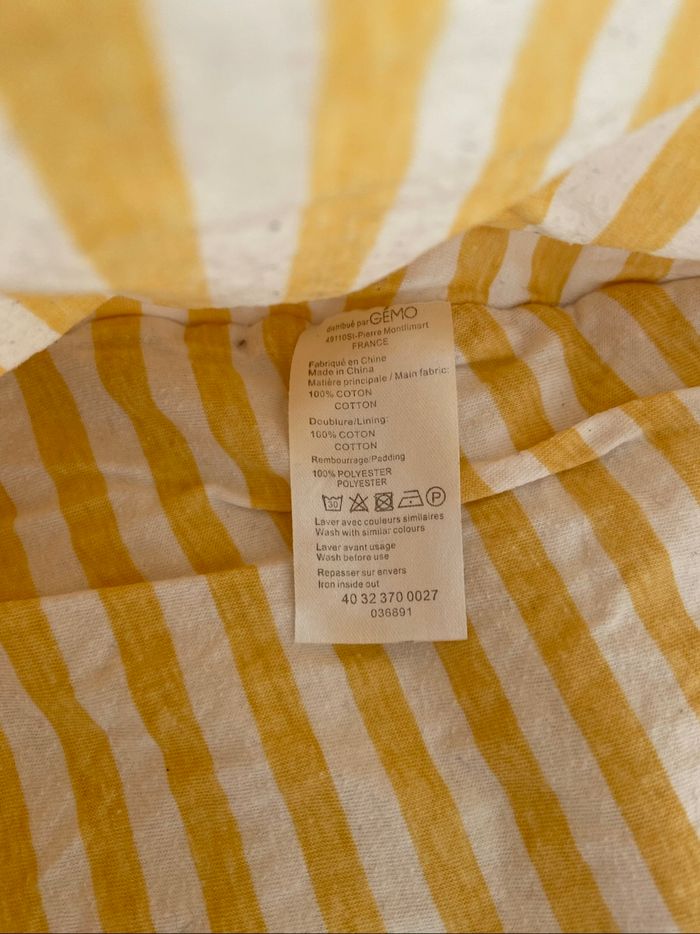 distribué par GÉMO
49110St-Pierre Montlimart
FRANCE
Fabriqué en Chine
Made in China
Matière principale / Main fabric:
100% COTON
COTTON
Doublure/Lining:
100% COTON
COTTON
Rembourrage/Padding
100% POLYESTER
POLYESTER
30 P
Laver avec couleurs similaires
Wash with similar colours
Laver avant usage
Wash before use
Repasser sur envers
Iron inside out
40 32 370 0027
036891